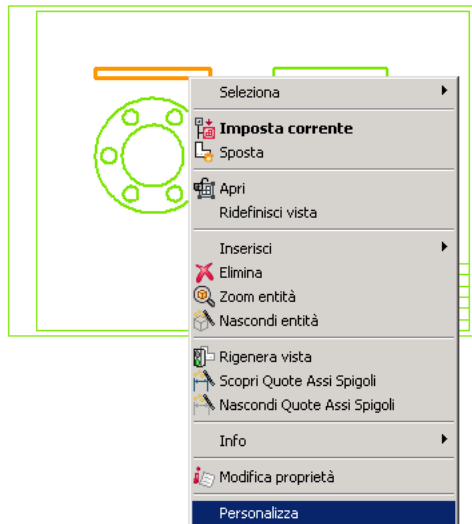 Seleziona
Imposta corrente
Sposta
Apri
Ridefinisci vista
Inserisci
Elimina
Zoom entità
Nascondi entità
Rigenera vista
Scopri Quote Assi Spigoli
Nascondi Quote Assi Spigoli
Info
Modifica proprietà
Personalizza